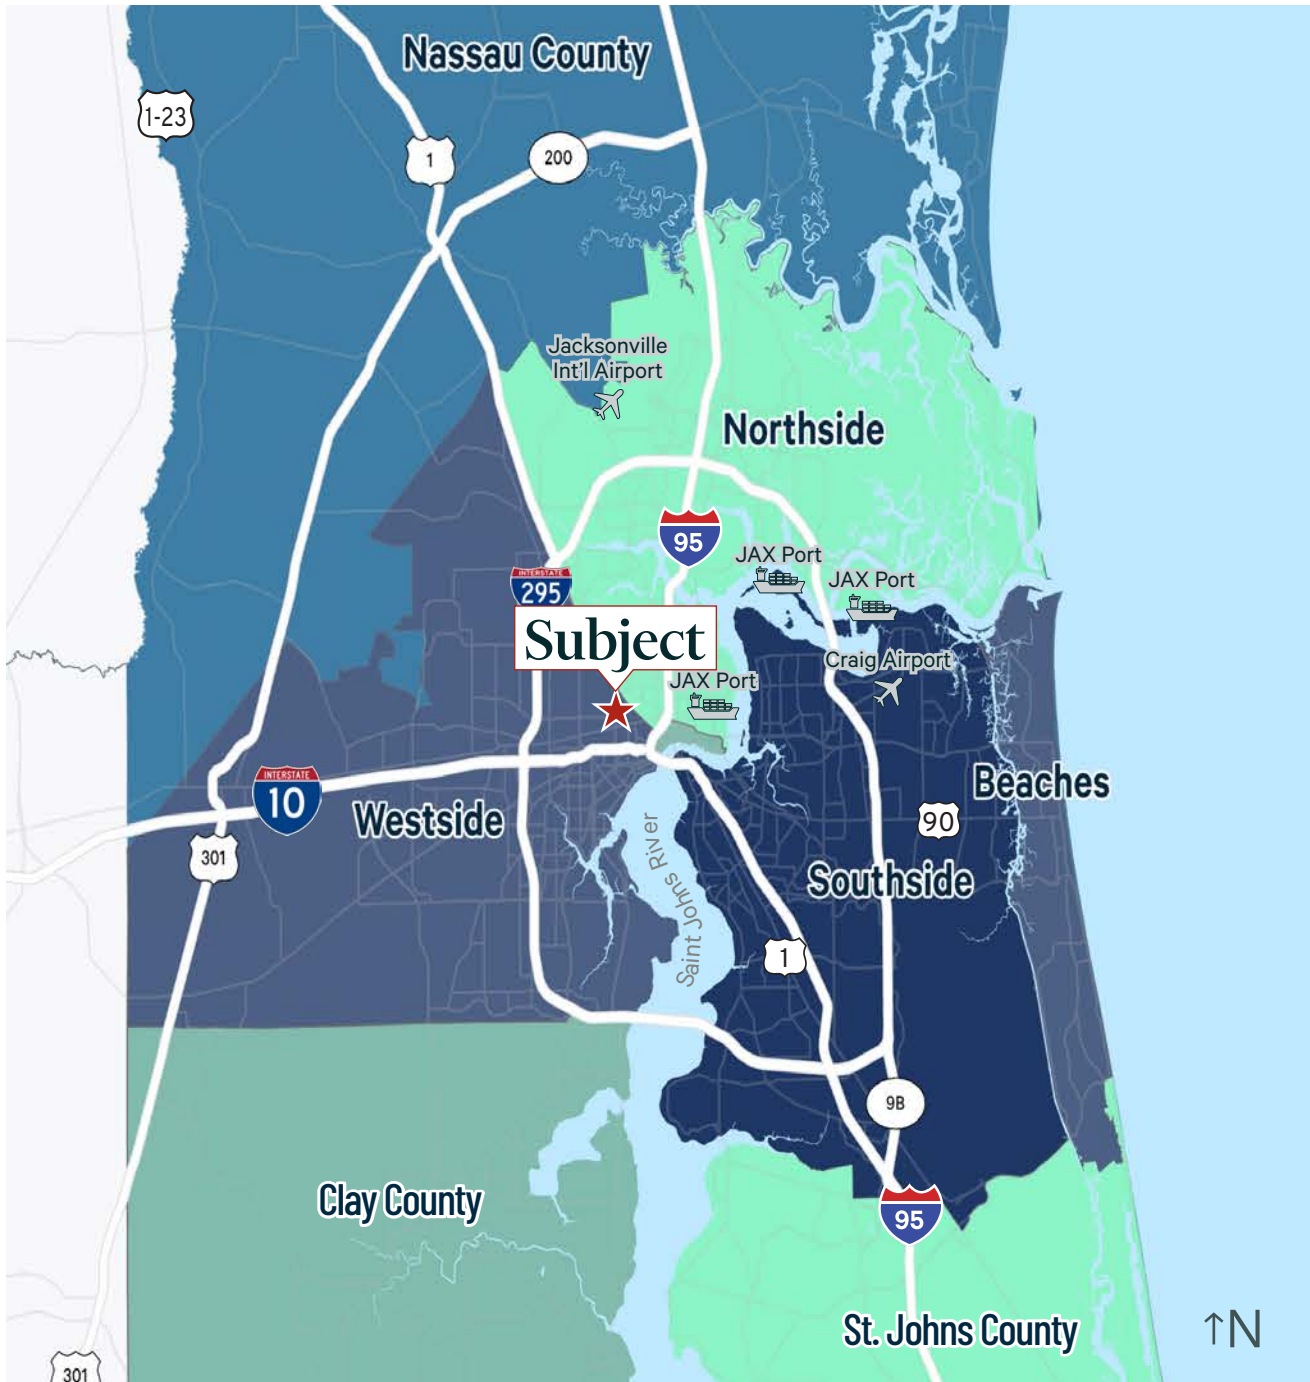 Nassau County
1-23
1
200
Jacksonville
Int'l Airport
Northside
95
JAX Port
INTERSTATE
295
JAX Port
Subject
Craig Airport
JAX Port
INTERSTATE
10
Beaches
Westside
90
301
Saint Johns River
Southside
1
9B
Clay County
95
St. Johns County
↑N
301